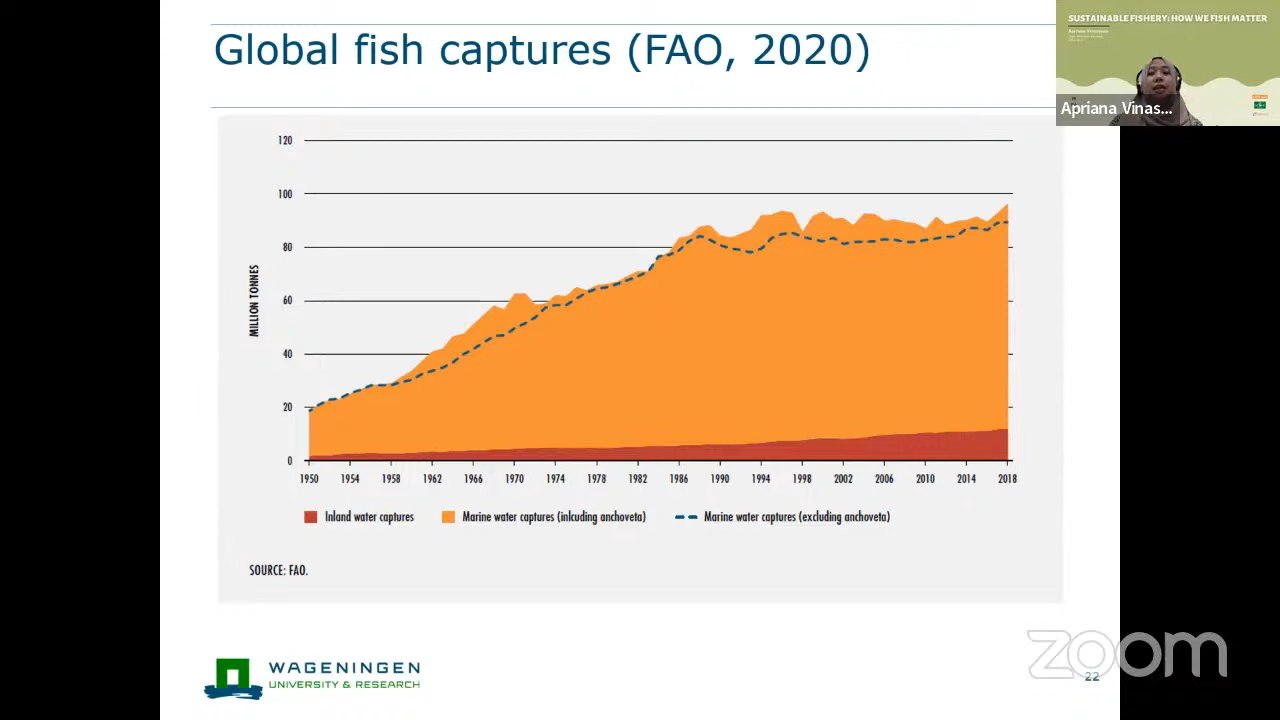 Global fish captures (FAO, 2020)
SUSTAINABLE FISHERY: HOW WE FISH MATTER
Apriana Vinas...
120
100
80
60
40
20
0
MILLION TONNES
1950 1954 1958 1962 1966 1970 1974 1978 1982 1986 1990 1994 1998 2002 2006 2010 2014 2018
Inland water captures Marine water captures (inlcuding anchoveta) Marine water captures (excluding anchoveta)
SOURCE: FAO.
WAGENINGEN
UNIVERSITY & RESEARCH
zoom
22